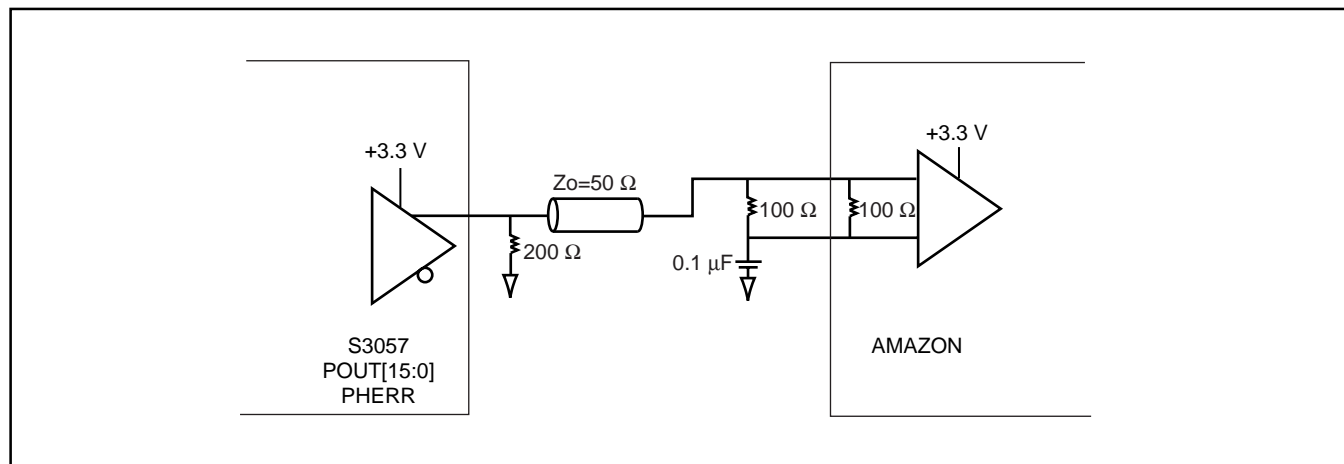 +3.3 V
+3.3 V
Zo=50 Ω
100 Ω
100 Ω
200 Ω
0.1 μF
S3057
POUT[15:0]
PHERR
AMAZON